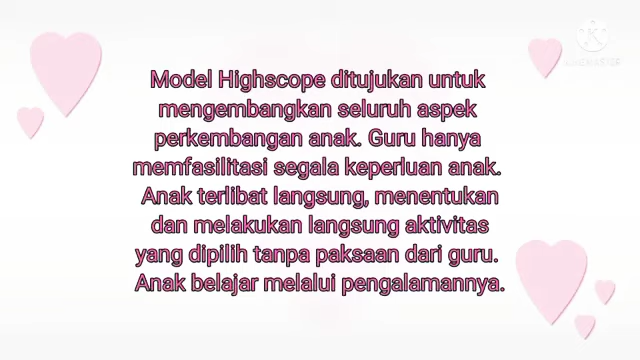 Model Highscope ditujukan untuk
mengembangkan seluruh aspek
perkembangan anak. Guru hanya
memfasilitasi segala keperluan anak.
Anak terlibat langsung, menentukan
dan melakukan langsung aktivitas
yang dipilih tanpa paksaan dari guru.
Anak belajar melalui pengalamannya.